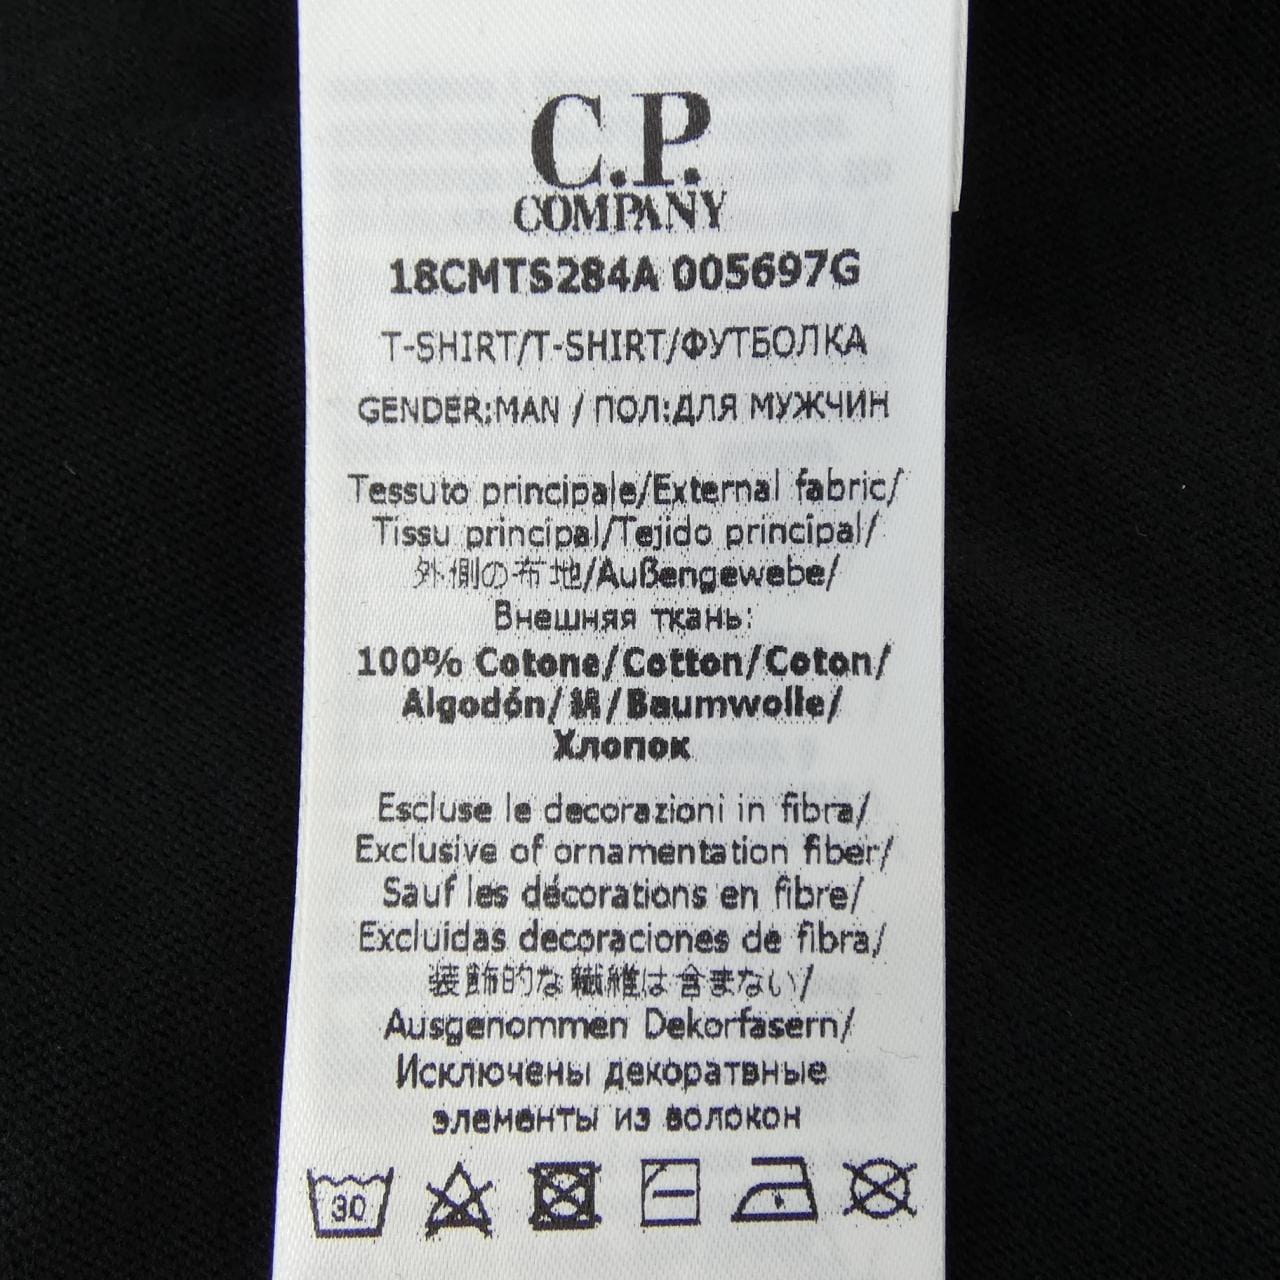 C.P.
COMPANY
18CMTS284A 005697G
T-SHIRT/T-SHIRT/ФУТБОЛКА
GENDER:MAN / ПОЛ:ДЛЯ МУЖЧИН
Tessuto principale/External fabric/
Tissu principal/Tejido principal/
外側の布地/Außengewebe/
Внешняя ткань:
100% Cotone/Cotton/Coton/
Algodón/綿/Baumwolle/
Хлопок
Escluse le decorazioni in fibra/
Exclusive of ornamentation fiber/
Sauf les décorations en fibre/
Excluidas decoraciones de fibra/
装飾的な繊維は含まない/
Ausgenommen Dekorfasern/
Исключены декоратвные
элементы из волокон
30